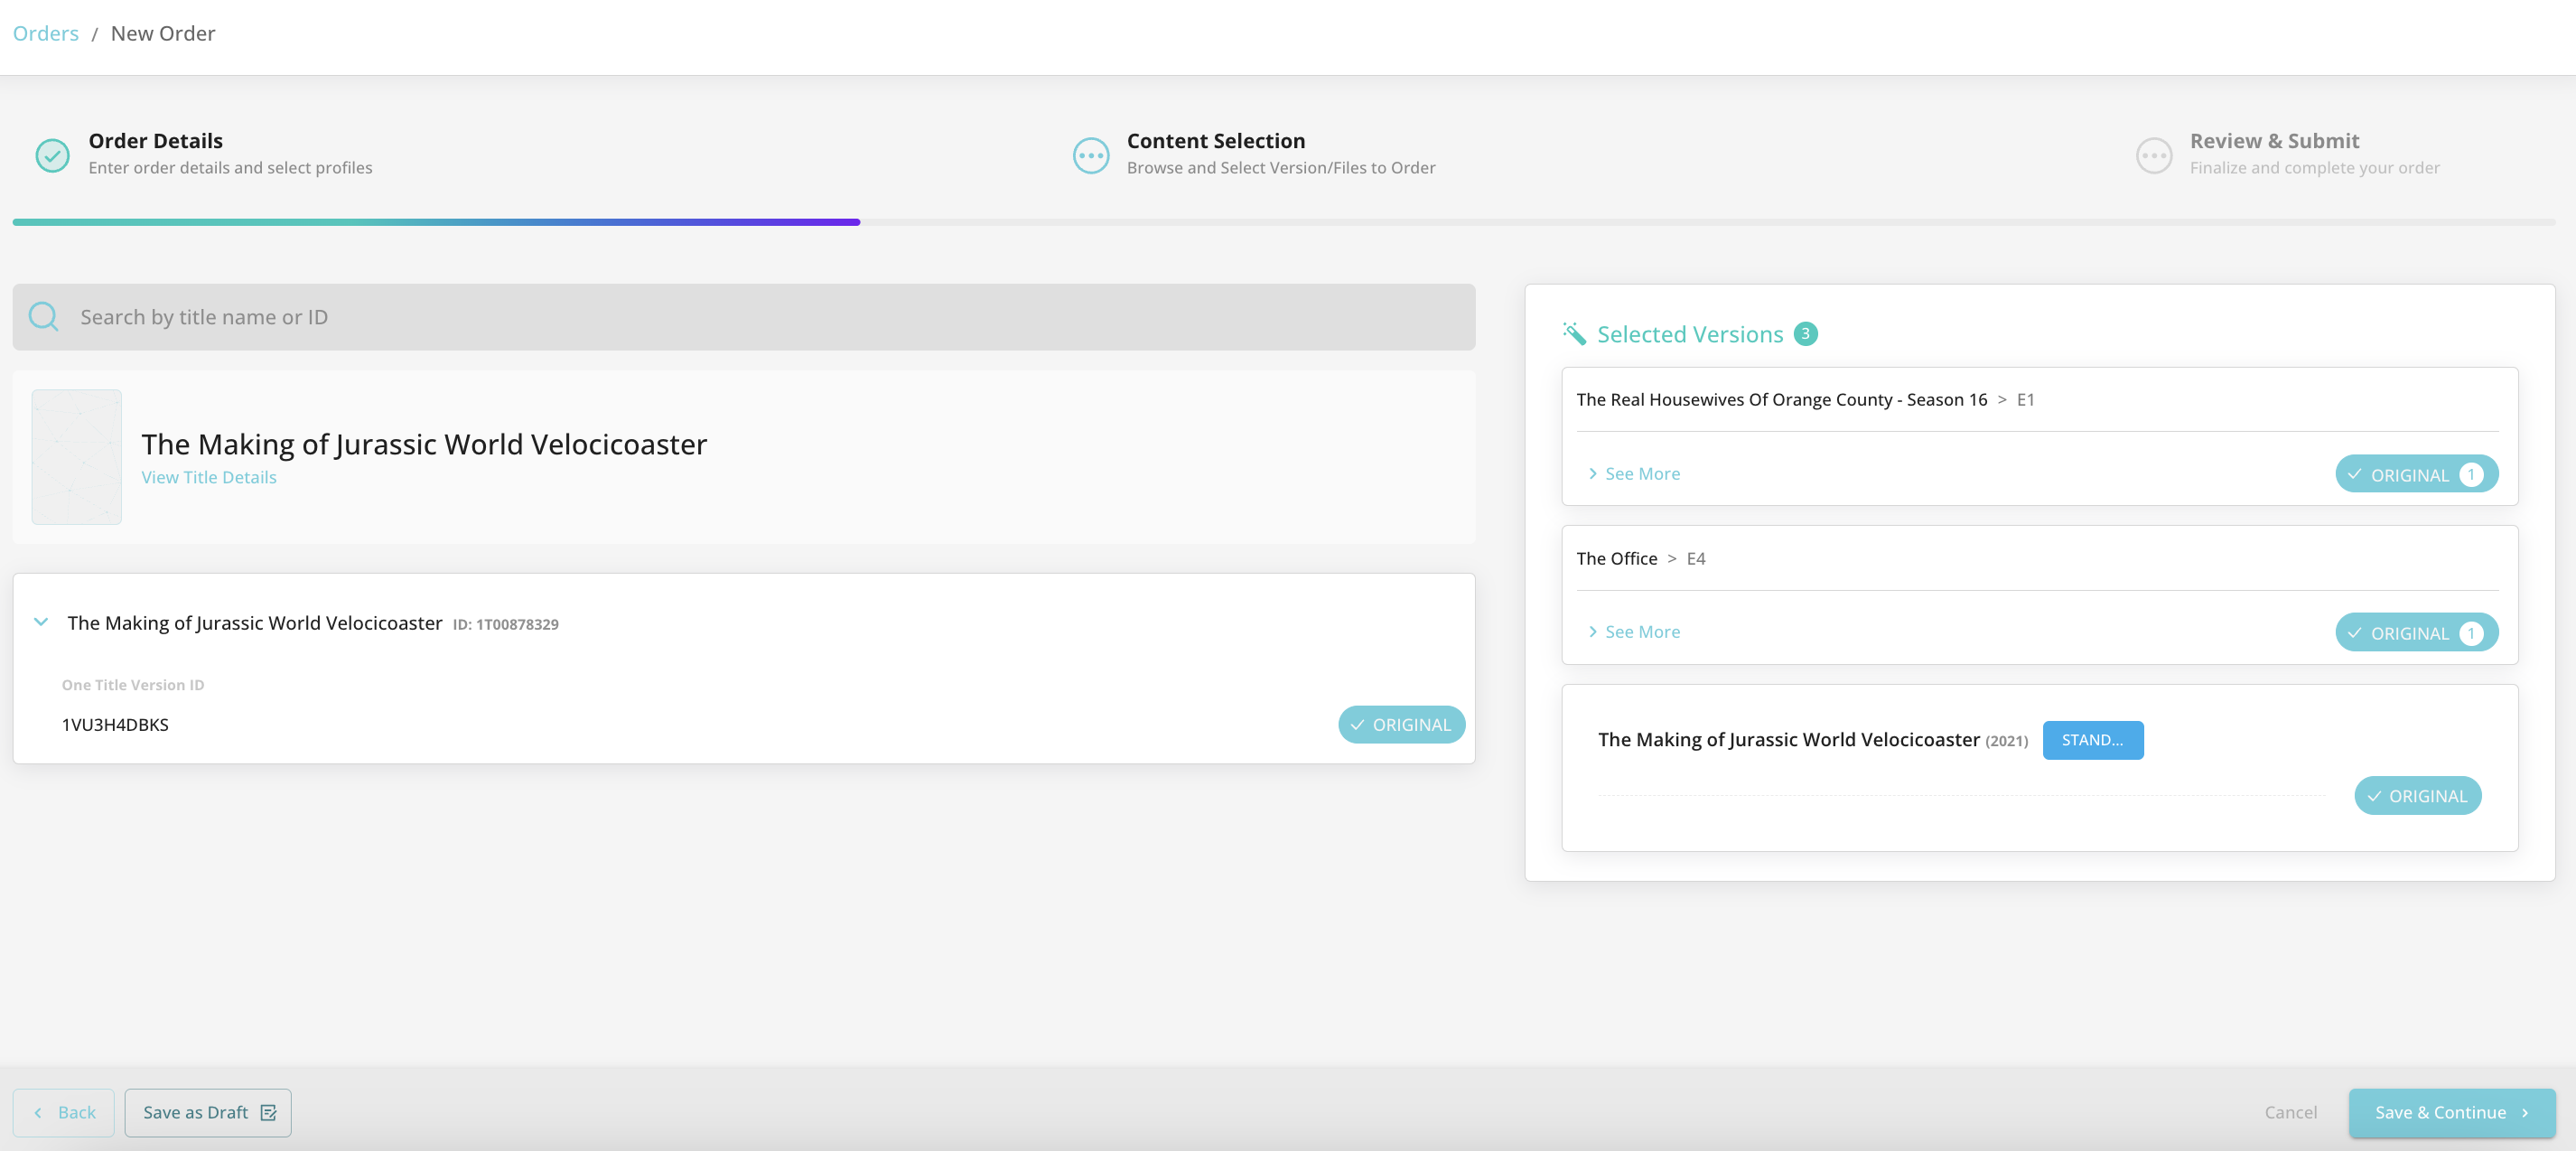 Orders / New Order
Order Details
Enter order details and select profiles
Content Selection
Browse and Select Version/Files to Order
Review & Submit
Finalize and complete your order
Search by title name or ID
The Making of Jurassic World Velocicoaster
View Title Details
The Making of Jurassic World Velocicoaster ID: 1T00878329
One Title Version ID
1VU3H4DBKS
ORIGINAL
Selected Versions 3
The Real Housewives Of Orange County - Season 16 > E1
See More
ORIGINAL 1
The Office > E4
See More
ORIGINAL 1
The Making of Jurassic World Velocicoaster (2021) STAND...
ORIGINAL
Back
Save as Draft
Cancel
Save & Continue